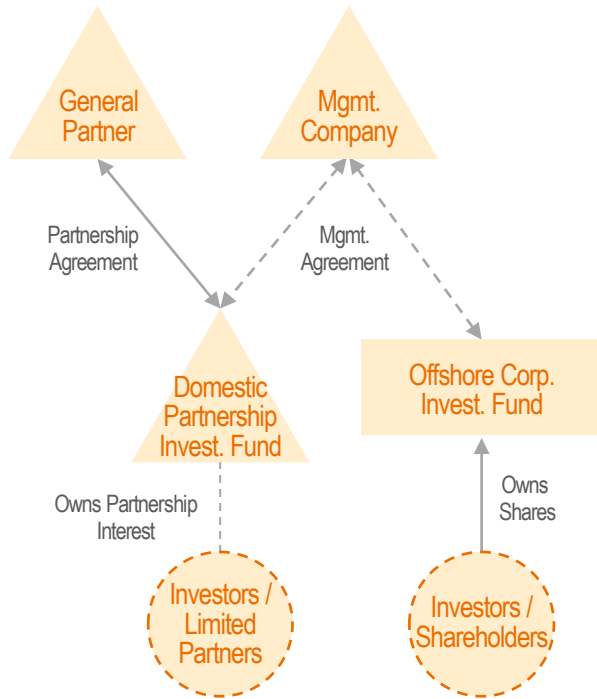 General
Partner
Mgmt.
Company
Partnership
Agreement
Mgmt.
Agreement
Domestic
Partnership
Invest. Fund
Offshore Corp.
Invest. Fund
Owns Partnership
Interest
Owns
Shares
Investors /
Limited
Partners
Investors /
Shareholders